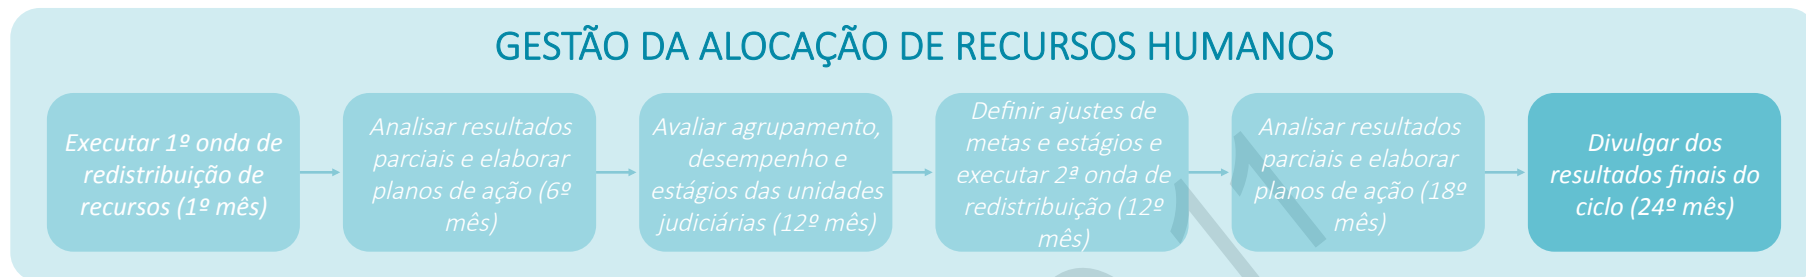 GESTÃO DA ALOCAÇÃO DE RECURSOS HUMANOS
Executar 1º onda de
redistribuição de
recursos (1º mês)
Analisar resultados
parciais e elaborar
planos de ação (6º
mês)
Avaliar agrupamento,
desempenho e
estágios das unidades
judiciárias (12º mês)
Definir ajustes de
metas e estágios e
executar 2ª onda de
redistribuição (12º
mês)
Analisar resultados
parciais e elaborar
planos de ação (18º
mês)
Divulgar dos
resultados finais do
ciclo (24º mês)